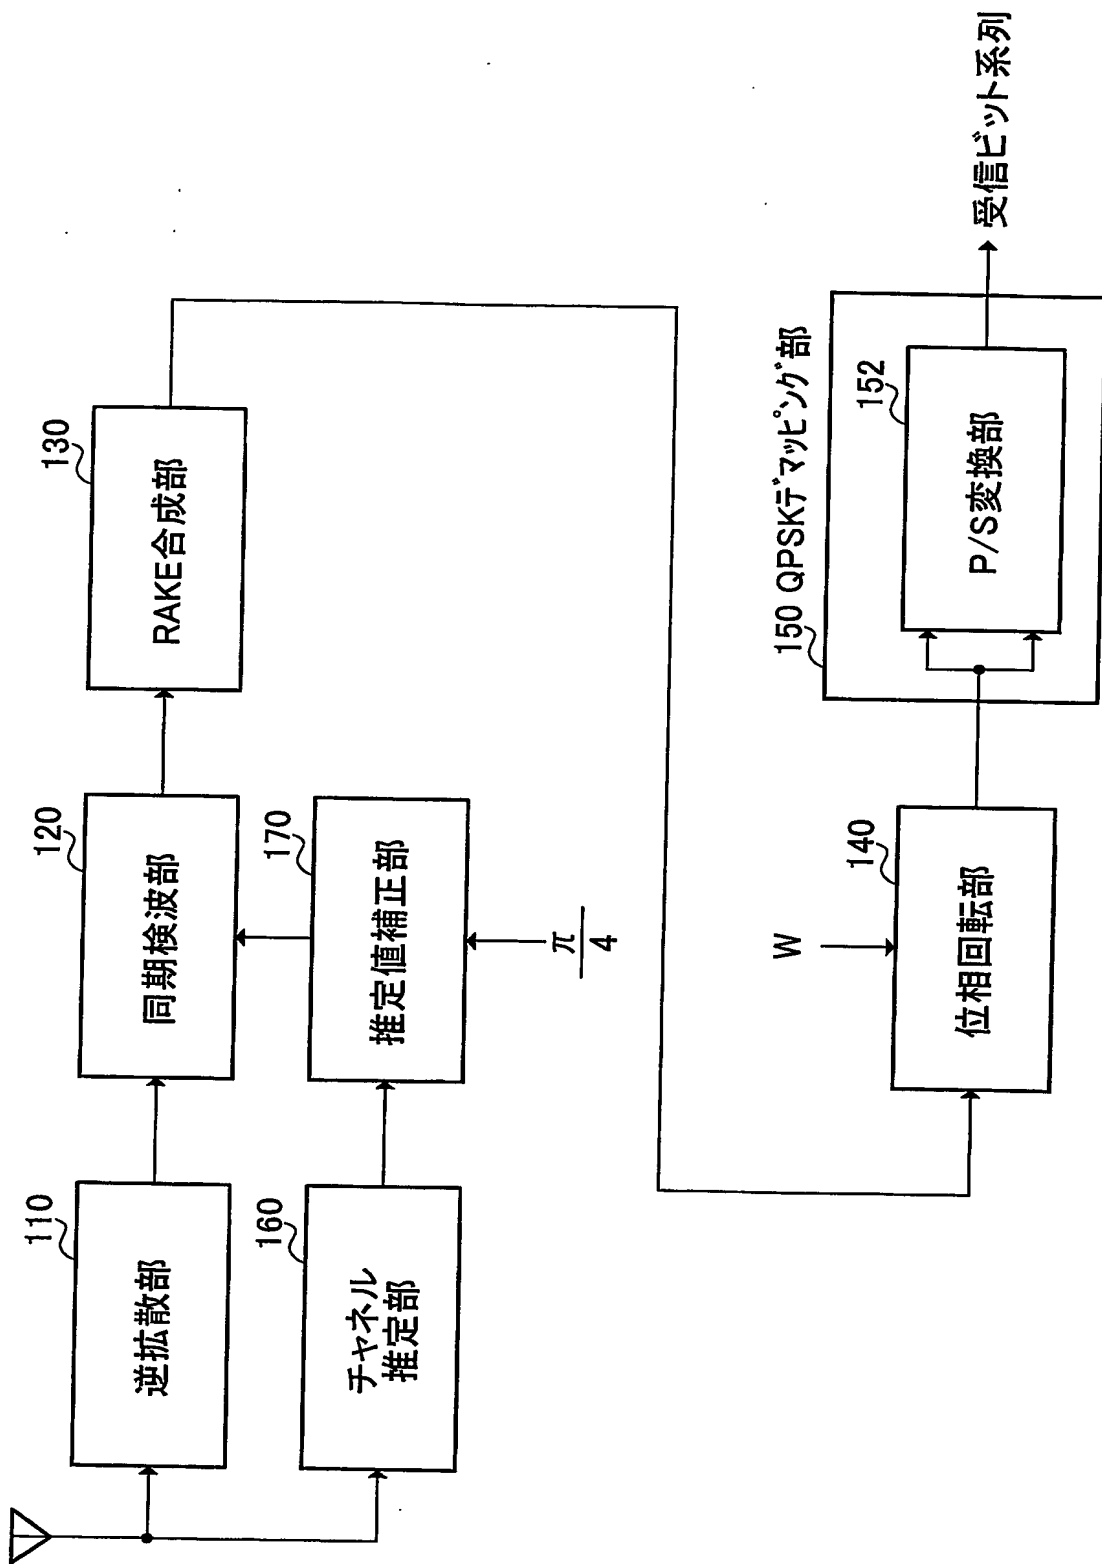 110
逆拡散部
120
同期検波部
130
RAKE合成部
160
チャネル
推定部
170
推定値補正部
π
4
W
140
位相回転部
150 QPSKデマッピング部
152
P/S変換部
受信ビット系列